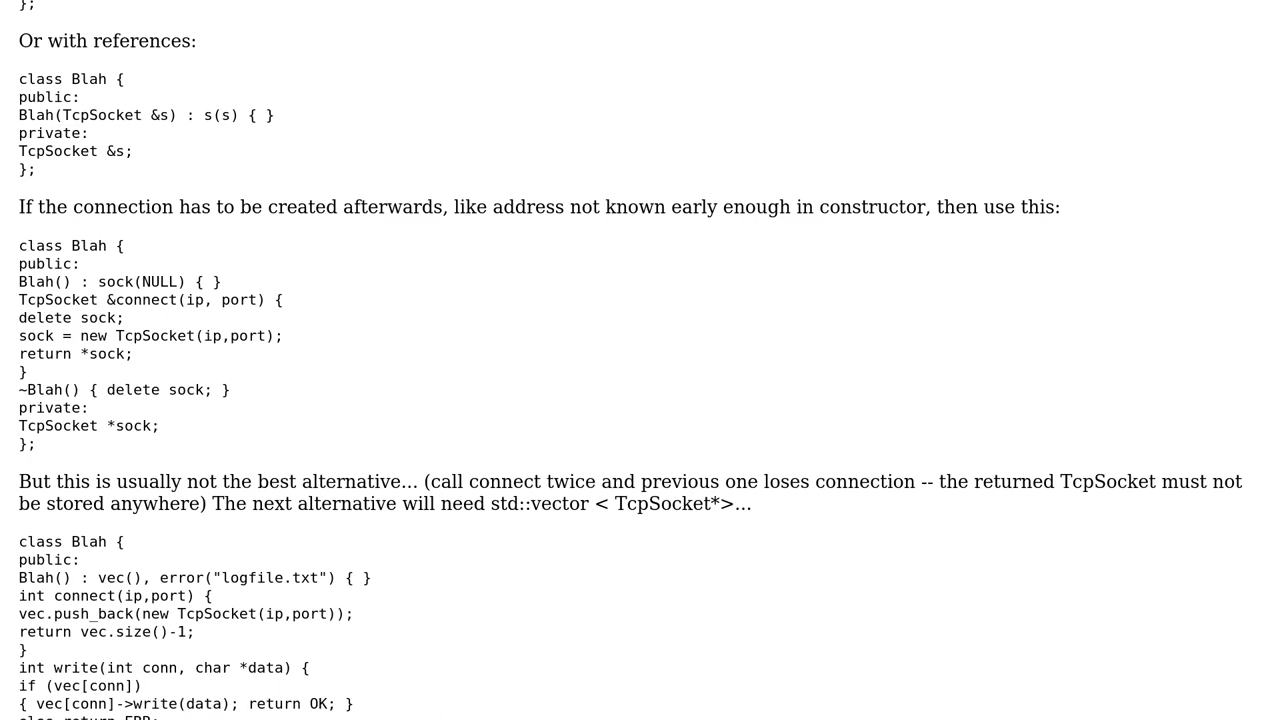 };
Or with references:
class Blah {
public:
Blah(TcpSocket &s) : s(s) { }
private:
TcpSocket &s;
};
If the connection has to be created afterwards, like address not known early enough in constructor, then use this:
class Blah {
public:
Blah() : sock(NULL) { }
TcpSocket &connect(ip, port) {
delete sock;
sock = new TcpSocket(ip,port);
return *sock;
}
~Blah() { delete sock; }
private:
TcpSocket *sock;
};
But this is usually not the best alternative... (call connect twice and previous one loses connection -- the returned TcpSocket must not
be stored anywhere) The next alternative will need std::vector < TcpSocket*>...
class Blah {
public:
Blah() : vec(), error("logfile.txt") { }
int connect(ip,port) {
vec.push_back(new TcpSocket(ip,port));
return vec.size()-1;
}
int write(int conn, char *data) {
if (vec[conn])
{ vec[conn]->write(data); return OK; }
else return ERR;